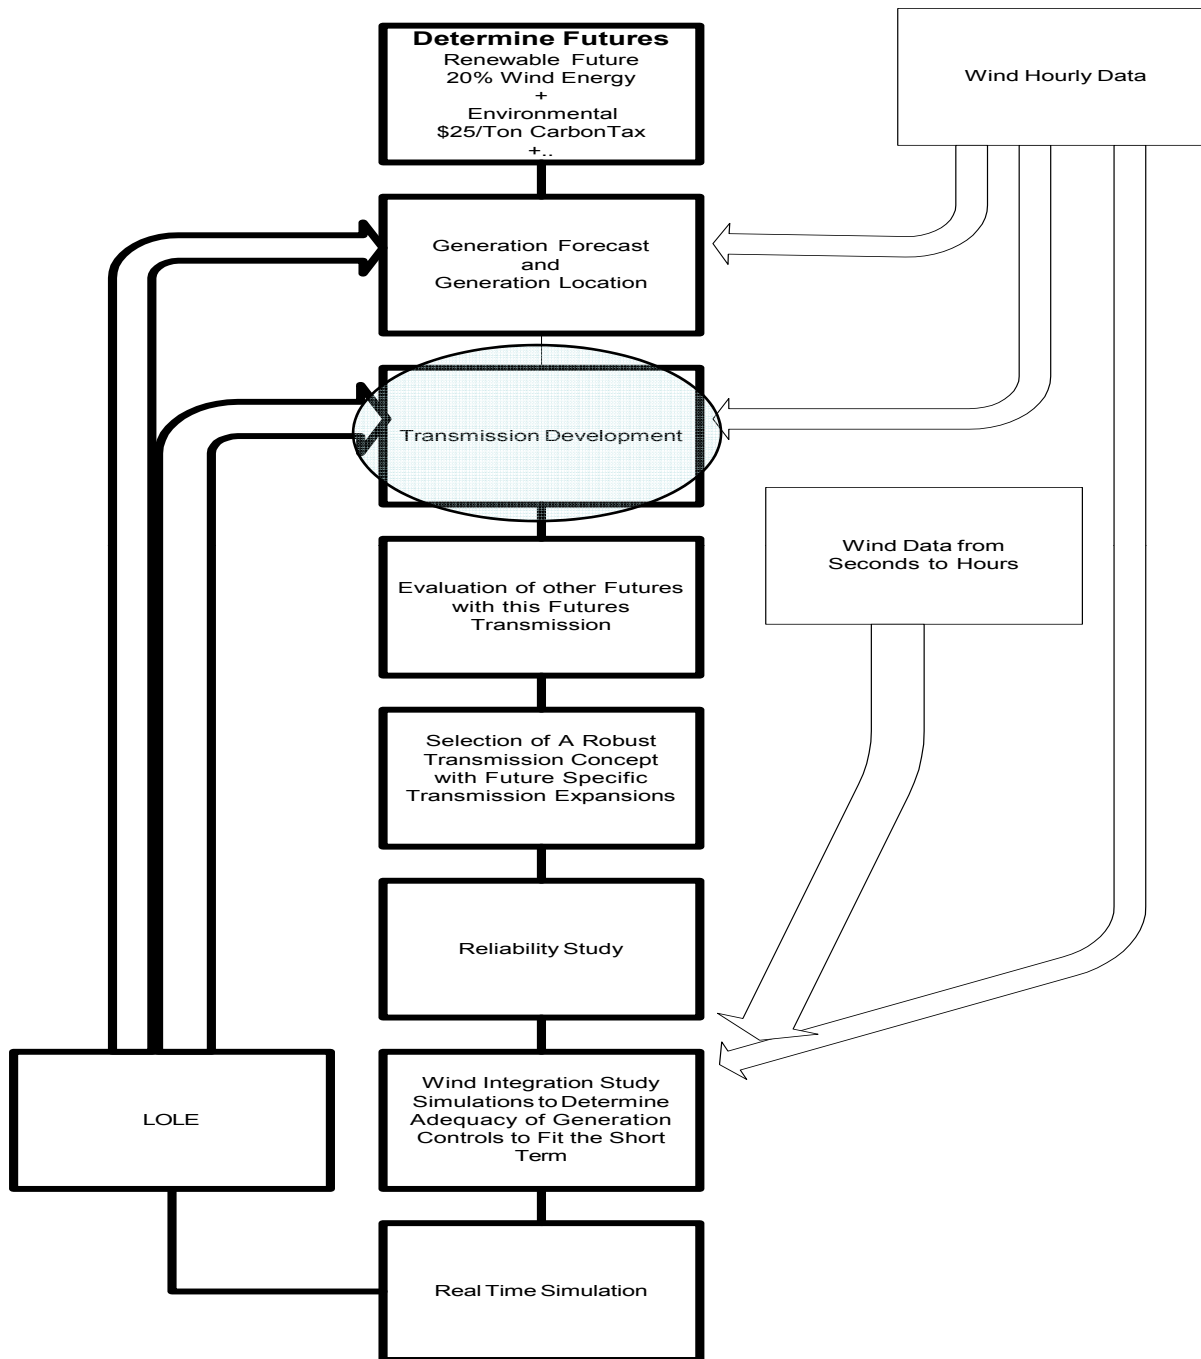 Determine Futures
Renewable Future
20% Wind Energy
+
Environmental
$25/Ton CarbonTax
+..
Wind Hourly Data
Generation Forecast
and
Generation Location
Transmission Development
Wind Data from
Seconds to Hours
Evaluation of other Futures
with this Futures
Transmission
Selection of A Robust
Transmission Concept
with Future Specific
Transmission Expansions
Reliability Study
LOLE
Wind Integration Study
Simulations to Determine
Adequacy of Generation
Controls to Fit the Short
Term
Real Time Simulation